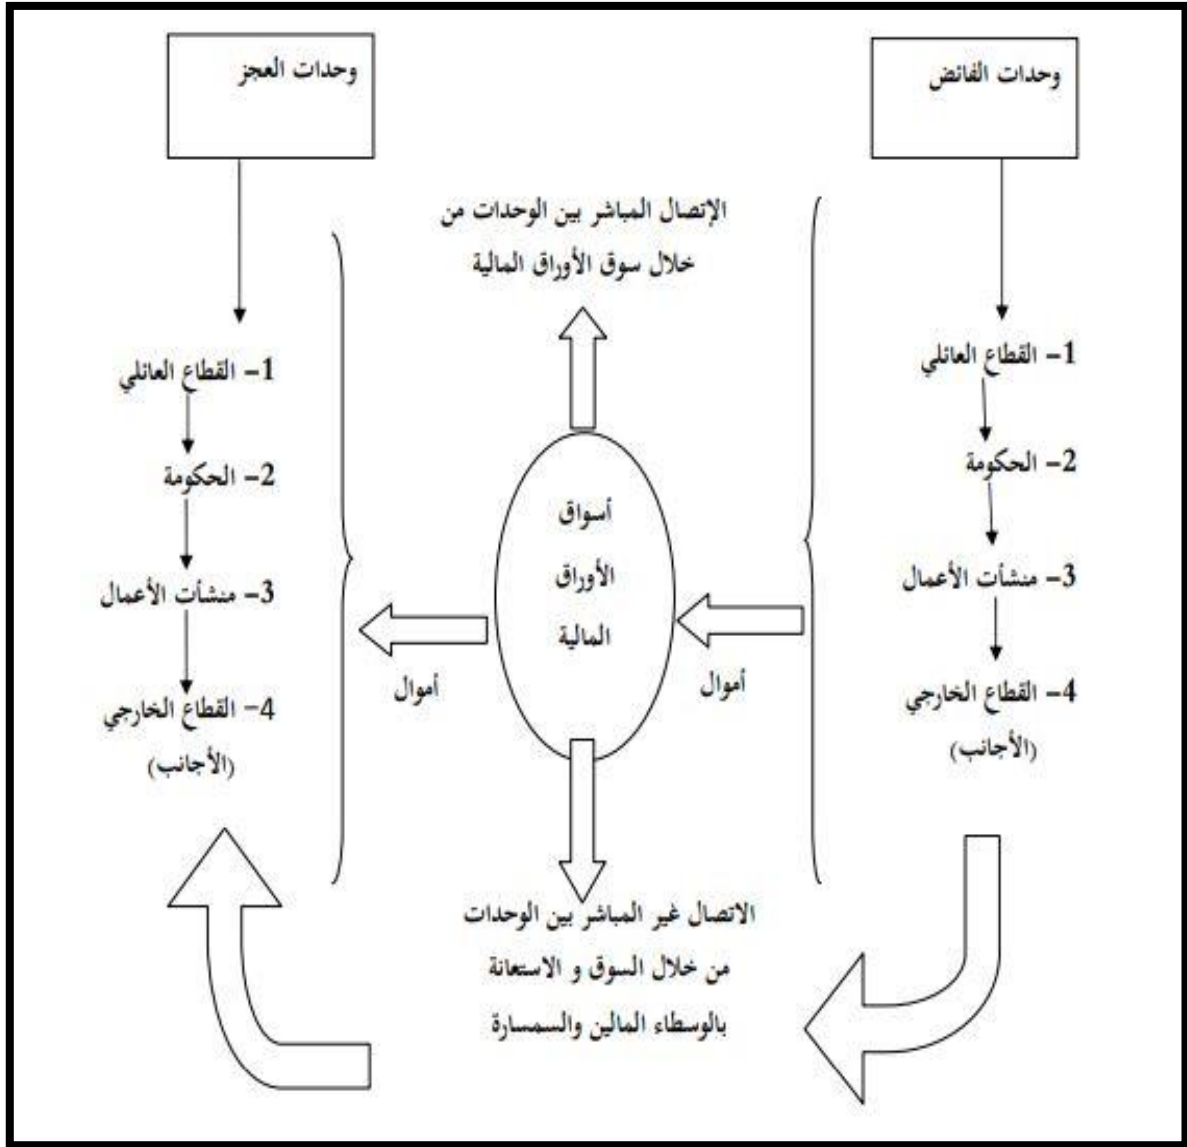 وحدات الفائض
1- القطاع العائلي
2- الحكومة
3- منشأت الأعمال
4- القطاع الخارجي
(الأجانب)
أموال
الإتصال المباشر بين الوحدات من
خلال سوق الأوراق المالية
أسواق
الأوراق
المالية
الاتصال غير المباشر بين الوحدات
من خلال السوق و الاستعانة
بالوسطاء المالين والسمسارة
أموال
وحدات العجز
1- القطاع العائلي
2- الحكومة
3- منشأت الأعمال
4- القطاع الخارجي
(الأجانب)